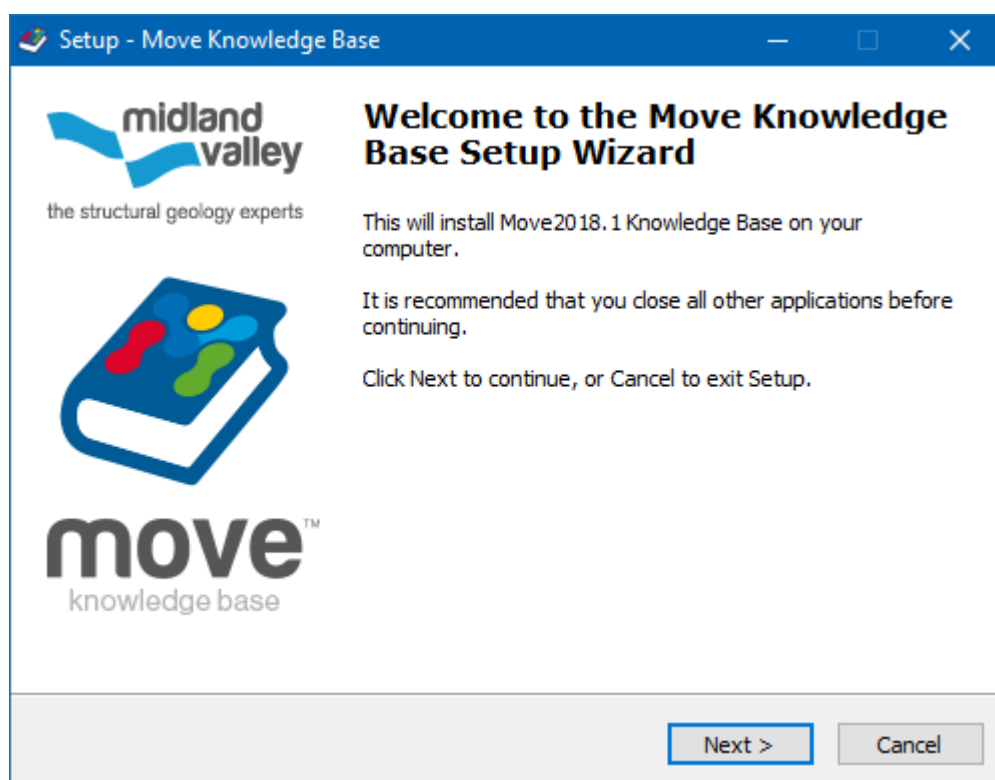 Setup - Move Knowledge Base
midland
valley
the structural geology experts
Welcome to the Move Knowledge
Base Setup Wizard
This will install Move2018.1 Knowledge Base on your
computer.
It is recommended that you close all other applications before
continuing.
Click Next to continue, or Cancel to exit Setup.
move™
knowledge base
Next >
Cancel